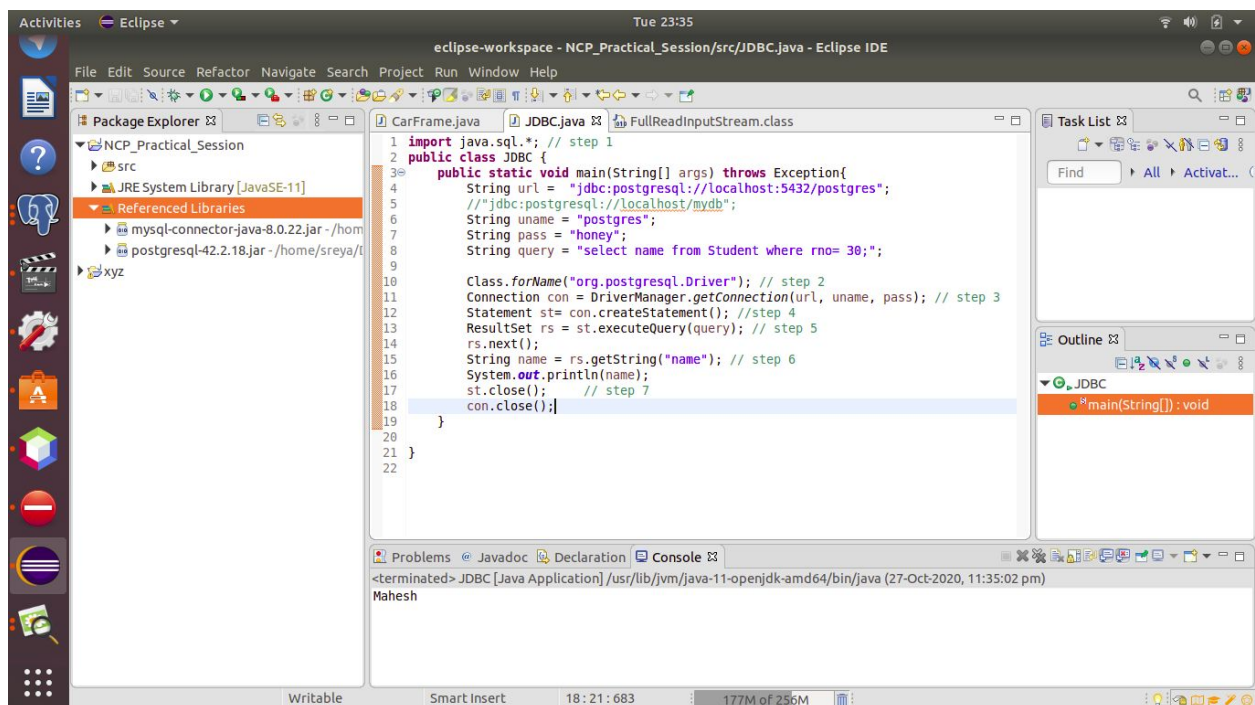 Activities Eclipse Tue 23:35
eclipse-workspace - NCP_Practical_Session/src/JDBC.java - Eclipse IDE
File Edit Source Refactor Navigate Search Project Run Window Help
Package Explorer
NCP_Practical_Session
src
JRE System Library [JavaSE-11]
Referenced Libraries
mysql-connector-java-8.0.22.jar - /hom
postgresql-42.2.18.jar - /home/sreya/
xyz
CarFrame.java JDBC.java FullReadInputStream.class
1 import java.sql.*; // step 1
2 public class JDBC {
3 public static void main(String[] args) throws Exception{
4 String url = "jdbc:postgresql://localhost:5432/postgres";
5 //"jdbc:postgresql://localhost/mydb";
6 String uname = "postgres";
7 String pass = "honey";
8 String query = "select name from Student where rno= 30;";
9
10 Class.forName("org.postgresql.Driver"); // step 2
11 Connection con = DriverManager.getConnection(url, uname, pass); // step 3
12 Statement st= con.createStatement(); //step 4
13 ResultSet rs = st.executeQuery(query); // step 5
14 rs.next();
15 String name = rs.getString("name"); // step 6
16 System.out.println(name);
17 st.close(); // step 7
18 con.close();
19 }
20
21 }
22
Task List
Find All Activat...
Outline
JDBC
main(String[]) : void
Problems Javadoc Declaration Console
<terminated> JDBC [Java Application] /usr/lib/jvm/java-11-openjdk-amd64/bin/java (27-Oct-2020, 11:35:02 pm)
Mahesh
Writable Smart Insert 18 : 21 : 683 177M of 256M